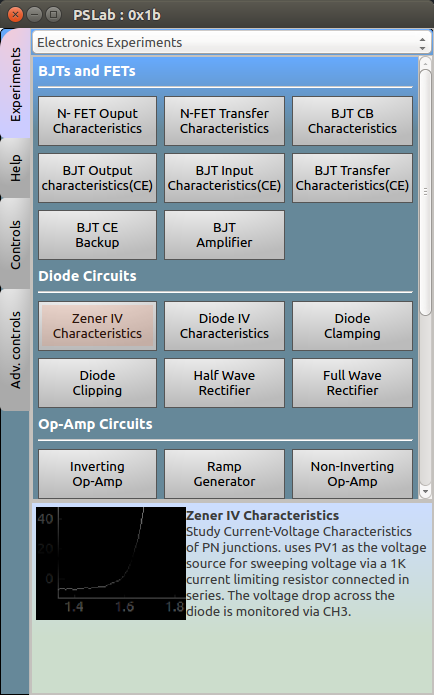 PSLab : 0x1b
Experiments
Help
Controls
Adv. controls
Electronics Experiments
BJTs and FETs
N- FET Ouput
Characteristics
N-FET Transfer
Characteristics
BJT CB
Characteristics
BJT Output
characteristics(CE)
BJT Input
Characteristics(CE)
BJT Transfer
Characteristics(CE)
BJT CE
Backup
BJT
Amplifier
Diode Circuits
Zener IV
Characteristics
Diode IV
Characteristics
Diode
Clamping
Diode
Clipping
Half Wave
Rectifier
Full Wave
Rectifier
Op-Amp Circuits
Inverting
Op-Amp
Ramp
Generator
Non-Inverting
Op-Amp
40
20
0
1.4 1.6 1.8
Zener IV Characteristics
Study Current-Voltage Characteristics
of PN junctions. uses PV1 as the voltage
source for sweeping voltage via a 1K
current limiting resistor connected in
series. The voltage drop across the
diode is monitored via CH3.